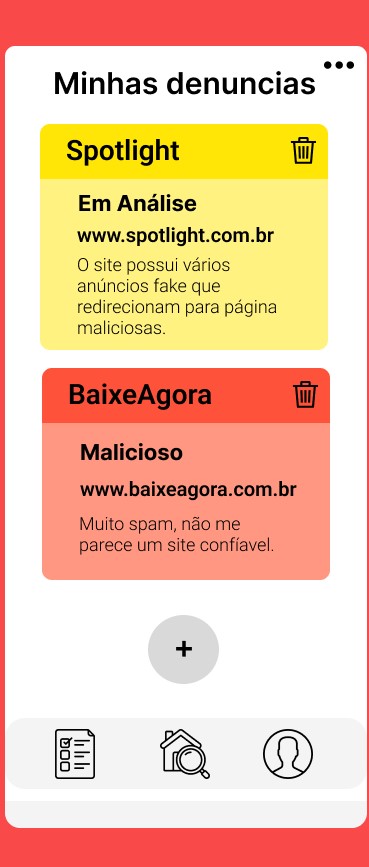 Minhas denuncias
Spotlight
Em Análise
www.spotlight.com.br
O site possui vários
anúncios fake que
redirecionam para página
maliciosas.
BaixeAgora
Malicioso
www.baixeagora.com.br
Muito spam, não me
parece um site confíavel.
+